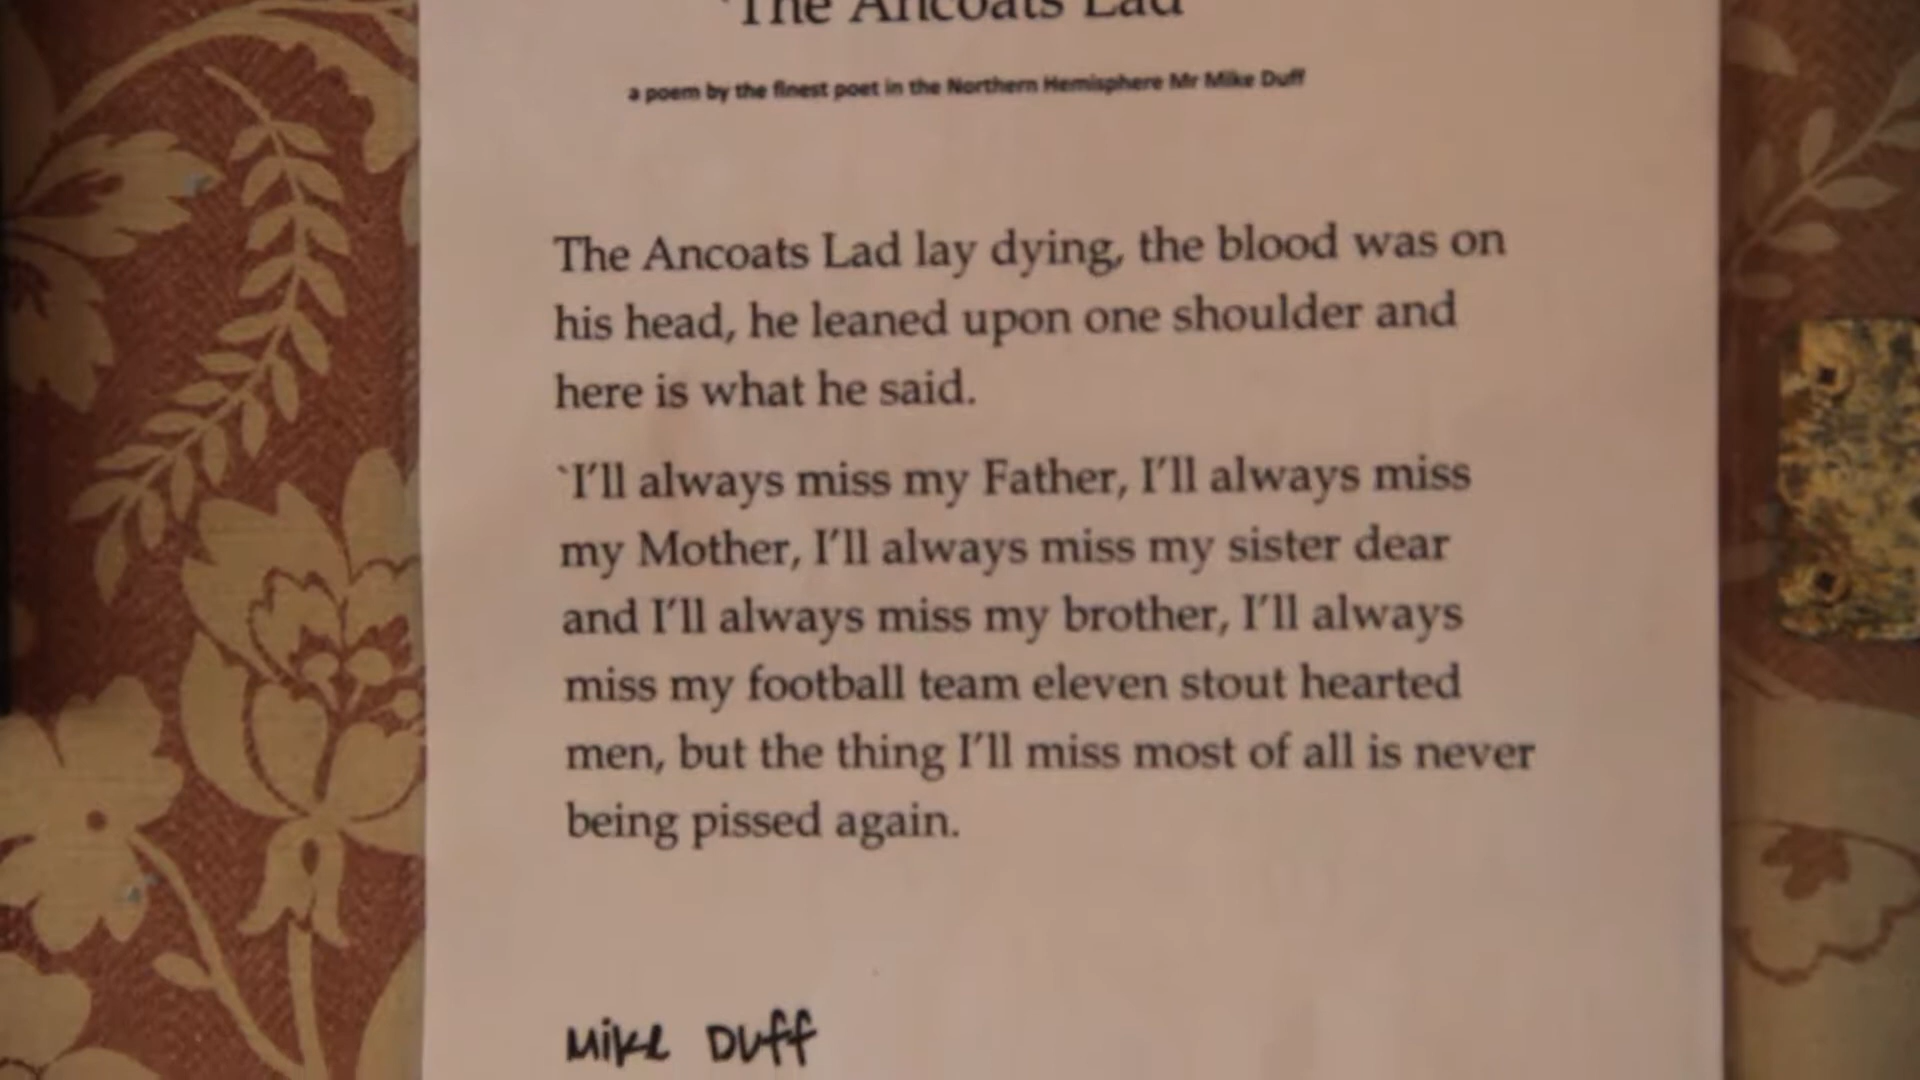 `The Ancoats Lad
a poem by the finest poet in the Northern Hemisphere Mr Mike Duff
The Ancoats Lad lay dying, the blood was on
his head, he leaned upon one shoulder and
here is what he said.
`I’ll always miss my Father, I’ll always miss
my Mother, I’ll always miss my sister dear
and I’ll always miss my brother, I’ll always
miss my football team eleven stout hearted
men, but the thing I’ll miss most of all is never
being pissed again.
Mike Duff